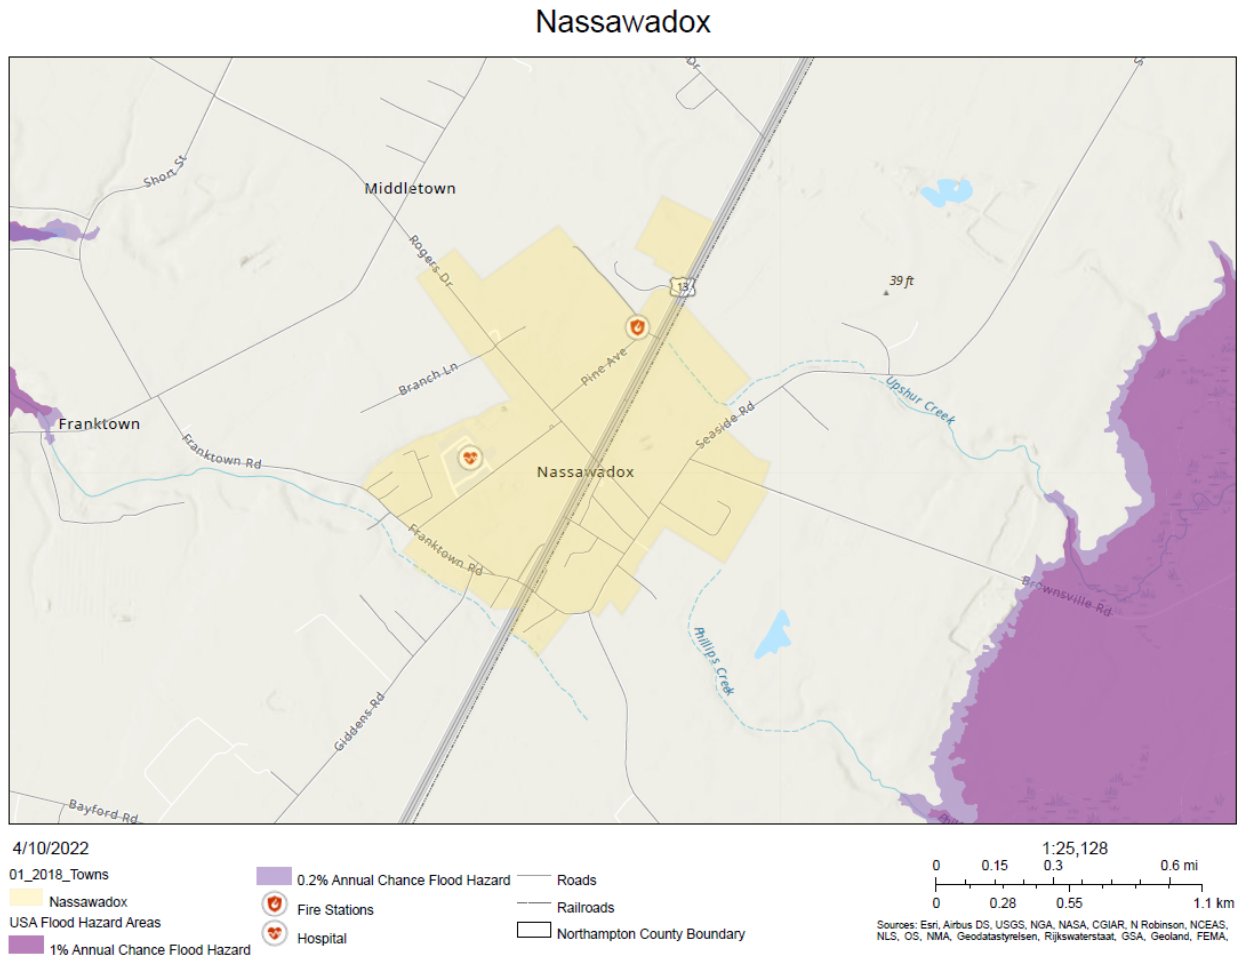 Nassawadox
Dr
S
Short St
Middletown
Rogers Dr
39 ft
13
Pine Ave
Branch Ln
Upshur Creek
Seaside Rd
Franktown
Franktown Rd
Nassawadox
Franktown Rd
Brownsville Rd
Phillips Creek
Giddens Rd
Bayford Rd
4/10/2022
1:25,128
01_2018_Towns
Nassawadox
USA Flood Hazard Areas
1% Annual Chance Flood Hazard
0.2% Annual Chance Flood Hazard
Fire Stations
Hospital
Roads
Railroads
Northampton County Boundary
0 0.15 0.3 0.6 mi
0 0.28 0.55 1.1 km
Sources: Esri, Airbus DS, USGS, NGA, NASA, CGIAR, N Robinson, NCEAS,
NLS, OS, NMA, Geodatastyrelsen, Rijkswaterstaat, GSA, Geoland, FEMA,